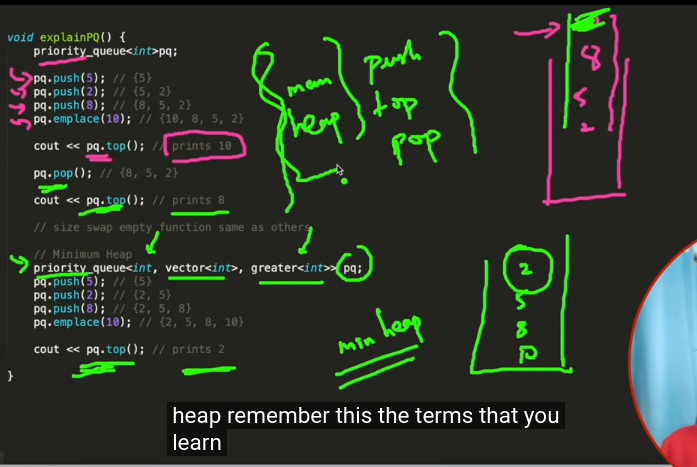 void explainPQ() {
priority_queue<int>pq;
pq.push(5); // {5}
pq.push(2); // {5, 2}
pq.push(8); // {8, 5, 2}
pq.emplace(10); // {10, 8, 5, 2}
cout << pq.top(); // prints 10
pq.pop(); // {8, 5, 2}
cout << pq.top(); // prints 8
// size swap empty function same as others
// Minimum Heap
priority_queue<int, vector<int>, greater<int>> pq;
pq.push(5); // {5}
pq.push(2); // {2, 5}
pq.push(8); // {2, 5, 8}
pq.emplace(10); // {2, 5, 8, 10}
cout << pq.top(); // prints 2
}
heap
push
top
pop
8
5
2
min heap
2
5
8
10
heap remember this the terms that you
learn